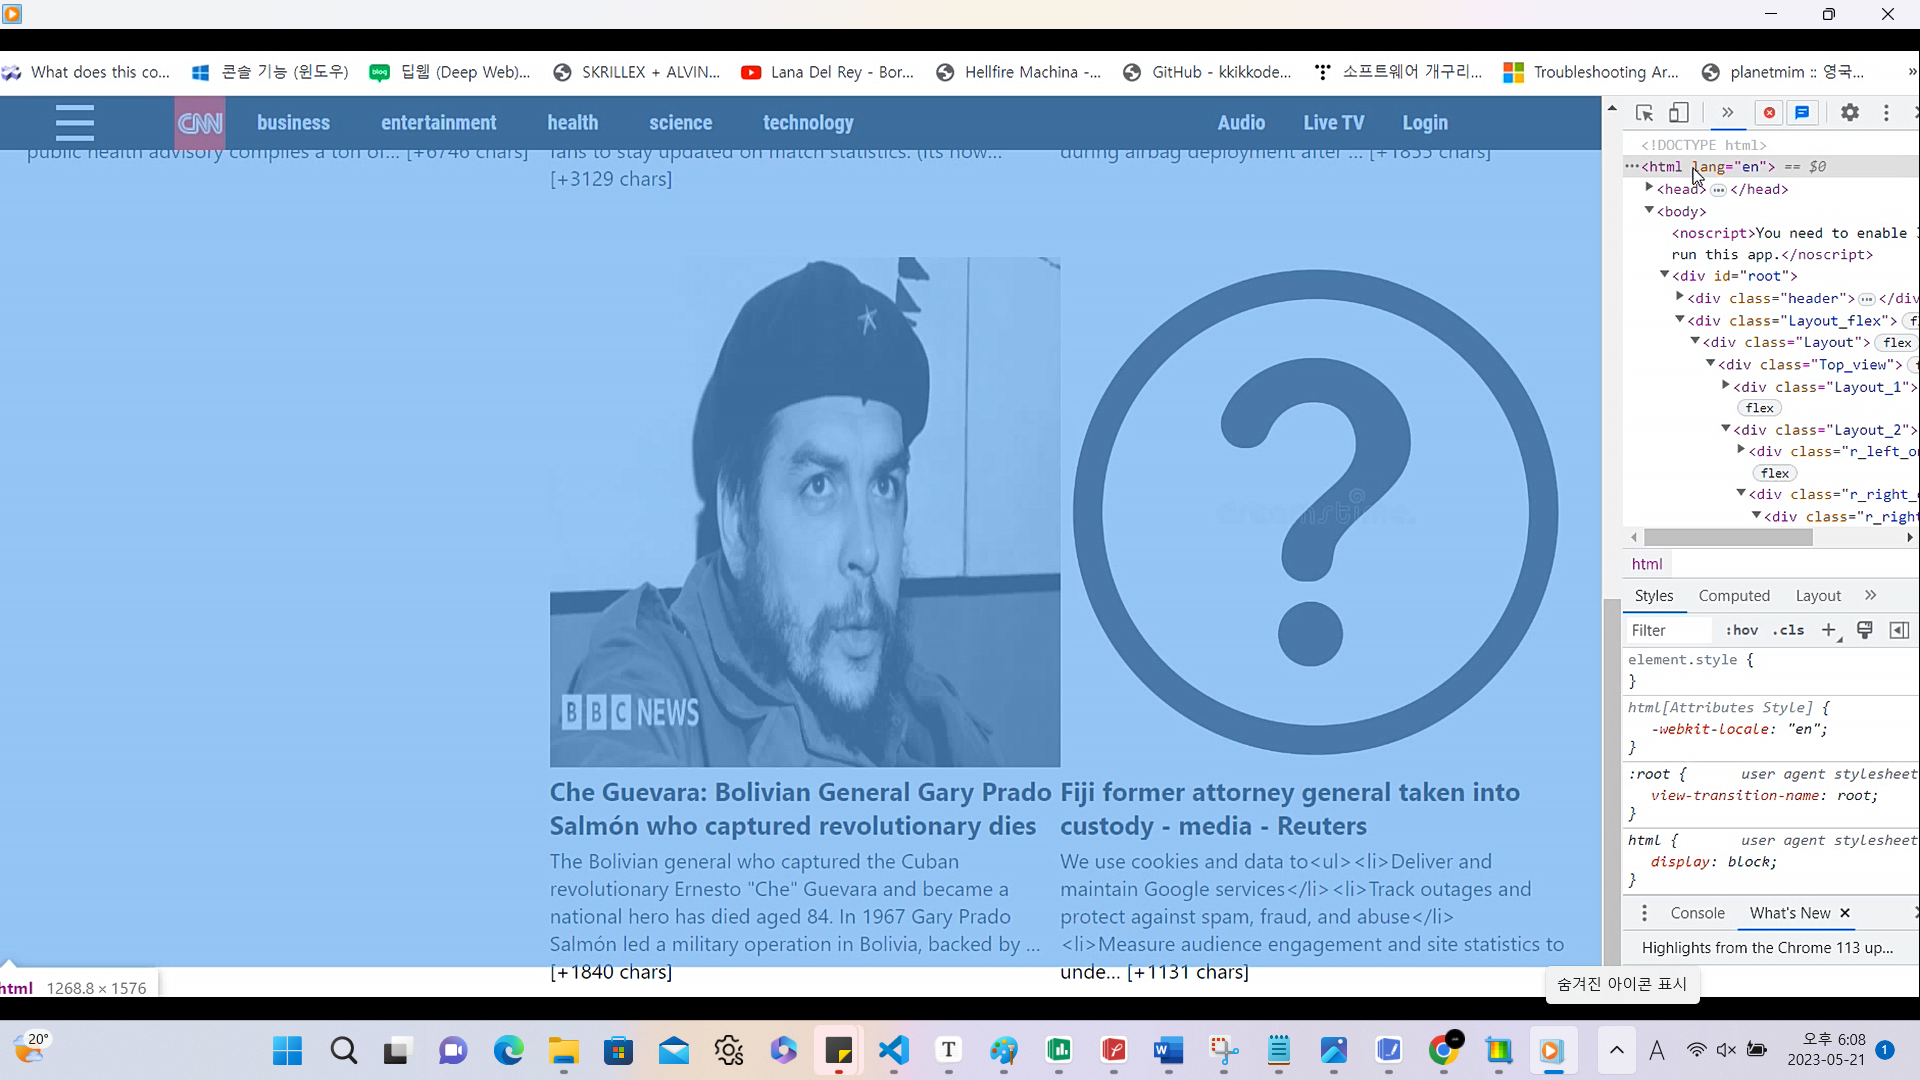 What does this co...
콘솔 기능 (윈도우)
blog
딥웹 (Deep Web)...
SKRILLEX + ALVIN...
Lana Del Rey - Bor...
Hellfire Machina -...
GitHub - kkikkode...
소프트웨어 개구리...
Troubleshooting Ar...
planetmim :: 영국...
»
CNN
business
entertainment
health
science
technology
Audio
Live TV
Login
public health advisory compiles a ton of... [+6746 chars]
fans to stay updated on match statistics. (Its now...
[+3129 chars]
during airbag deployment after ... [+1855 chars]
BBC NEWS
Che Guevara: Bolivian General Gary Prado
Salmón who captured revolutionary dies
The Bolivian general who captured the Cuban
revolutionary Ernesto "Che" Guevara and became a
national hero has died aged 84. In 1967 Gary Prado
Salmón led a military operation in Bolivia, backed by ...
[+1840 chars]
dreamstime.
Fiji former attorney general taken into
custody - media - Reuters
We use cookies and data to<ul><li>Deliver and
maintain Google services</li><li>Track outages and
protect against spam, fraud, and abuse</li>
<li>Measure audience engagement and site statistics to
unde... [+1131 chars]
html 1268.8 × 1576
<!DOCTYPE html>
<html lang="en"> == $0
<head> ... </head>
<body>
<noscript>You need to enable
run this app.</noscript>
<div id="root">
<div class="header"> ... </div
<div class="Layout_flex">
<div class="Layout"> flex
<div class="Top_view">
<div class="Layout_1">
flex
<div class="Layout_2">
<div class="r_left_o
flex
<div class="r_right_
<div class="r_righ
html
Styles
Computed
Layout
»
Filter
:hov
.cls
element.style {
}
html[Attributes Style] {
-webkit-locale: "en";
}
:root { user agent stylesheet
view-transition-name: root;
}
html { user agent stylesheet
display: block;
}
Console
What's New
Highlights from the Chrome 113 up...
숨겨진 아이콘 표시
20°
T
W
A
오후 6:08
2023-05-21
1